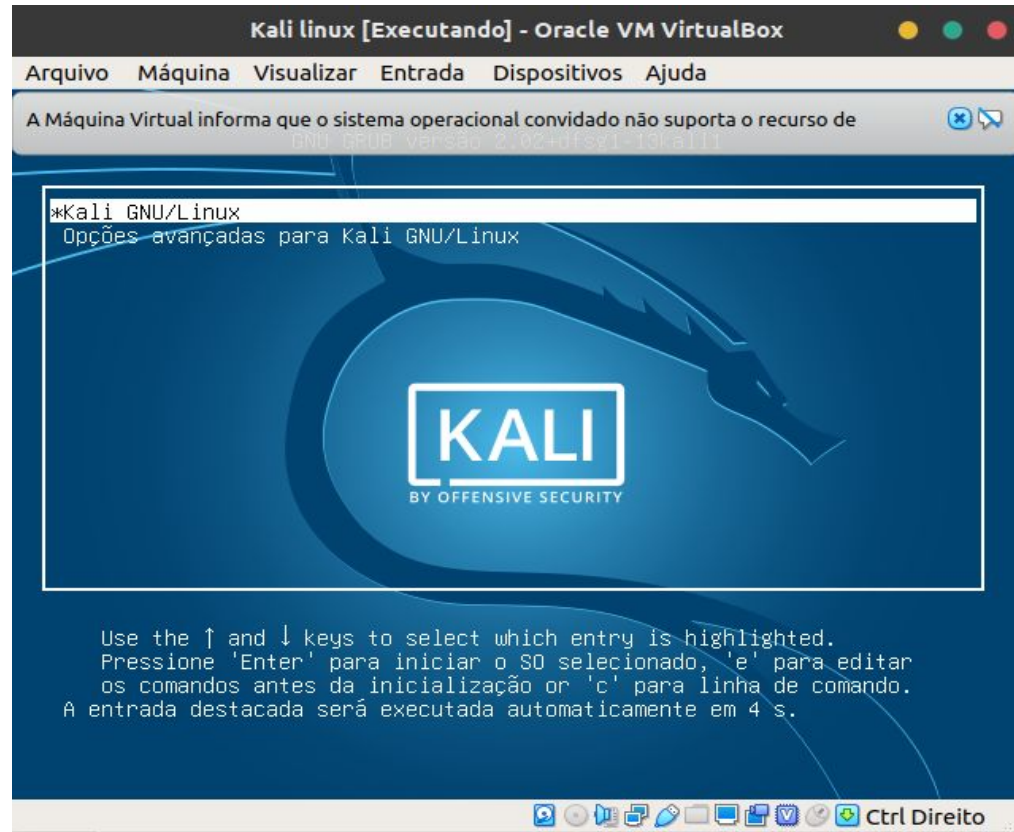 Kali linux [Executando] - Oracle VM VirtualBox
Arquivo Máquina Visualizar Entrada Dispositivos Ajuda
A Máquina Virtual informa que o sistema operacional convidado não suporta o recurso de
GNU GRUB versão 2.02+dfsg1-13kali1
*Kali GNU/Linux
Opções avançadas para Kali GNU/Linux
KALI
BY OFFENSIVE SECURITY
Use the ↑ and ↓ keys to select which entry is highlighted.
Pressione 'Enter' para iniciar o SO selecionado, 'e' para editar
os comandos antes da inicialização or 'c' para linha de comando.
A entrada destacada será executada automaticamente em 4 s.
Ctrl Direito